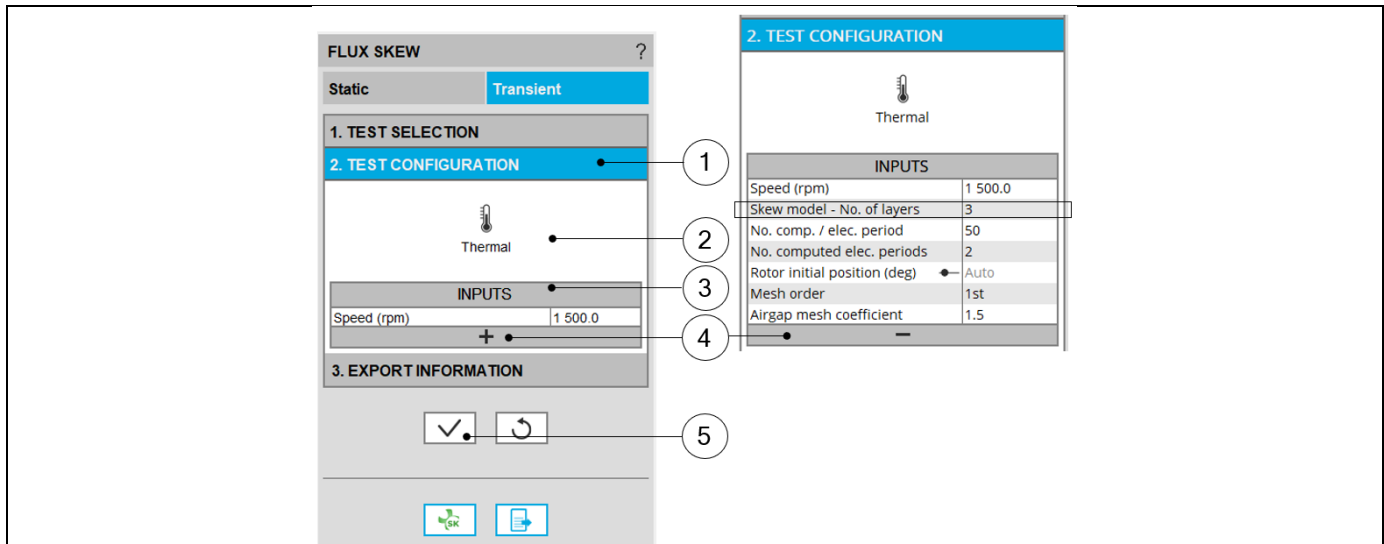 FLUX SKEW ?
Static Transient
1. TEST SELECTION
2. TEST CONFIGURATION
Thermal
INPUTS
Speed (rpm) 1 500.0
+
3. EXPORT INFORMATION
SK
1
2
3
4
5
2. TEST CONFIGURATION
Thermal
INPUTS
Speed (rpm) 1 500.0
Skew model - No. of layers 3
No. comp. / elec. period 50
No. computed elec. periods 2
Rotor initial position (deg) Auto
Mesh order 1st
Airgap mesh coefficient 1.5
−